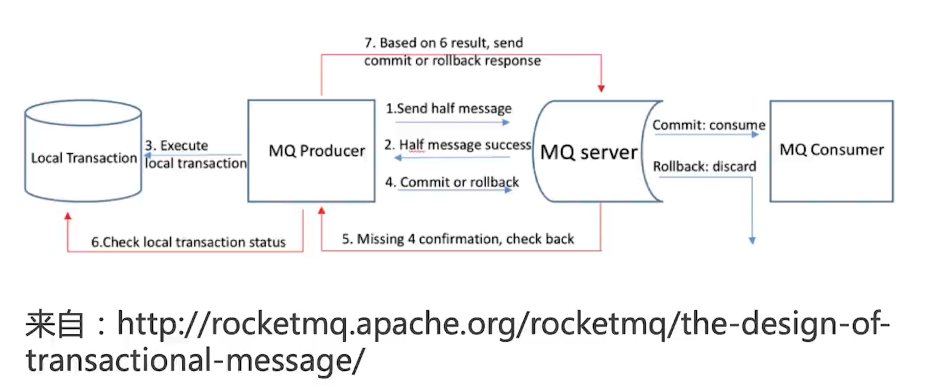 7. Based on 6 result, send
commit or rollback response
1.Send half message
Commit: consume
3. Execute
local transaction
Local Transaction
MQ Producer
2. Half message success
MQ server
MQ Consumer
Rollback: discard
4. Commit or rollback
6.Check local transaction status
5. Missing 4 confirmation, check back
来自：http://rocketmq.apache.org/rocketmq/the-design-of-
transactional-message/